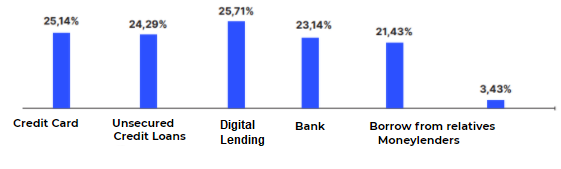 25,14%
24,29%
25,71%
23,14%
21,43%
3,43%
Credit Card
Unsecured
Credit Loans
Digital
Lending
Bank
Borrow from relatives
Moneylenders